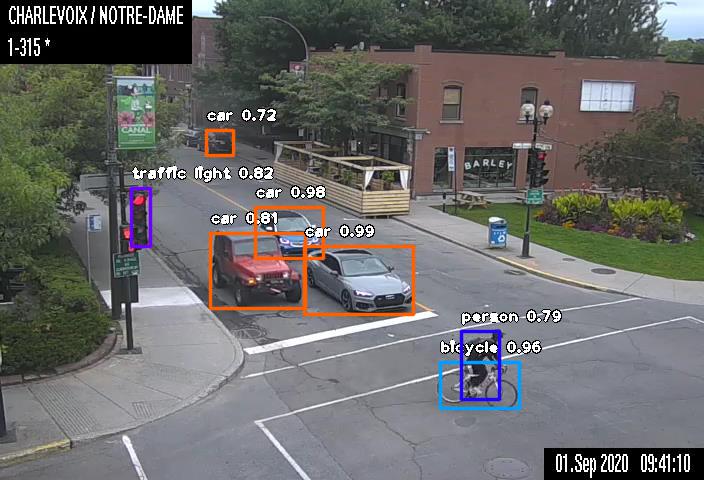 CHARLEVOIX / NOTRE-DAME
1-315 *
car 0.72
CANAL
traffic light 0.82
car 0.98
car 0.81
car 0.99
BARLEY
person 0.79
bicycle 0.96
01.Sep 2020 09:41:10